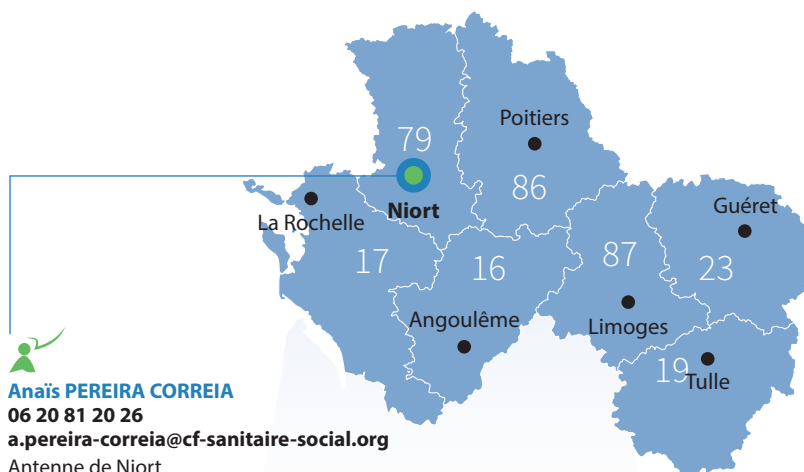 Poitiers
79
86
Niort
La Rochelle
Guéret
17
16
87
23
Angoulême
Limoges
19
Tulle
Anaïs PEREIRA CORREIA
06 20 81 20 26
a.pereira-correia@cf-sanitaire-social.org
Antenne de Niort